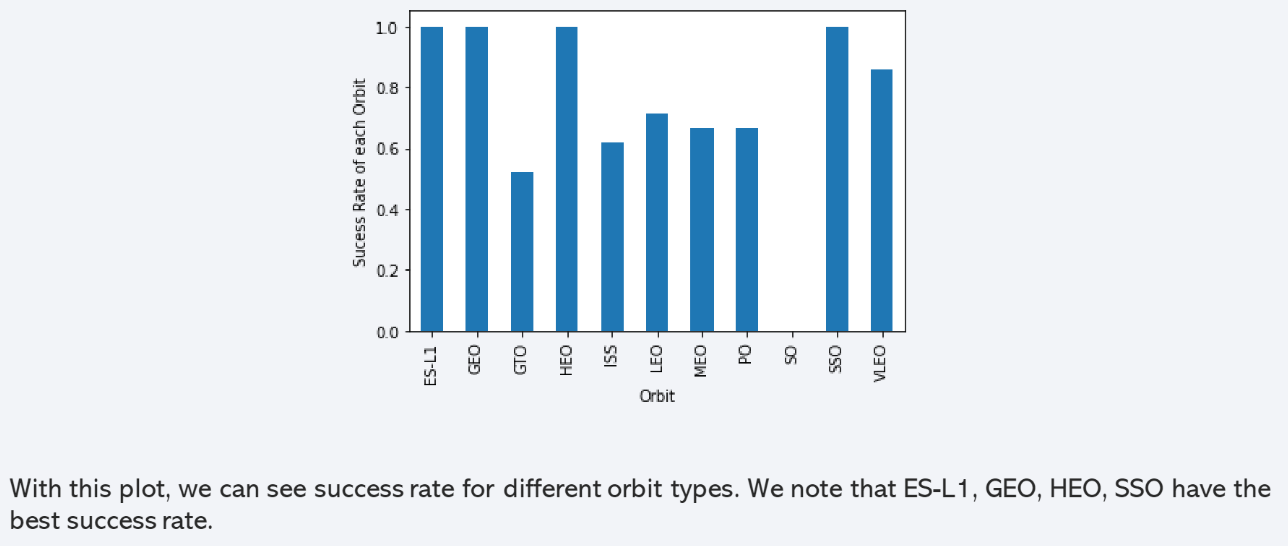 1.0
0.8
0.6
0.4
0.2
0.0
Sucess Rate of each Orbit
ES-L1
GEO
GTO
HEO
ISS
LEO
MEO
PO
SO
SSO
VLEO
Orbit
With this plot, we can see success rate for different orbit types. We note that ES-L1, GEO, HEO, SSO have the
best success rate.